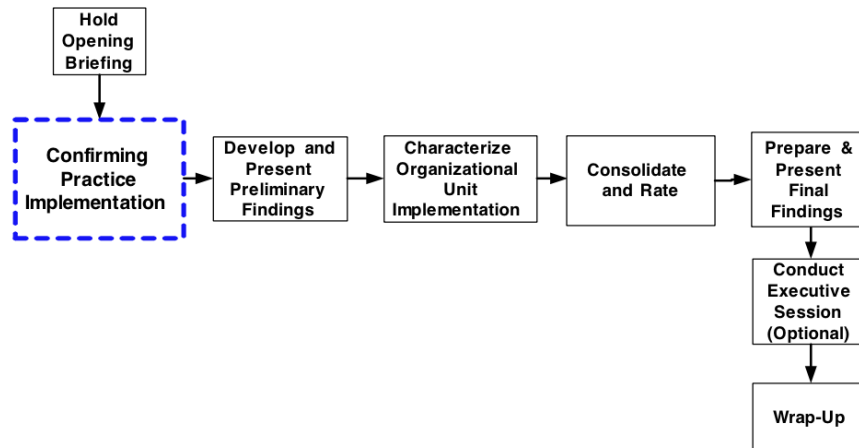 Hold
Opening
Briefing
Confirming
Practice
Implementation
Develop and
Present
Preliminary
Findings
Characterize
Organizational
Unit
Implementation
Consolidate
and Rate
Prepare &
Present
Final
Findings
Conduct
Executive
Session
(Optional)
Wrap-Up